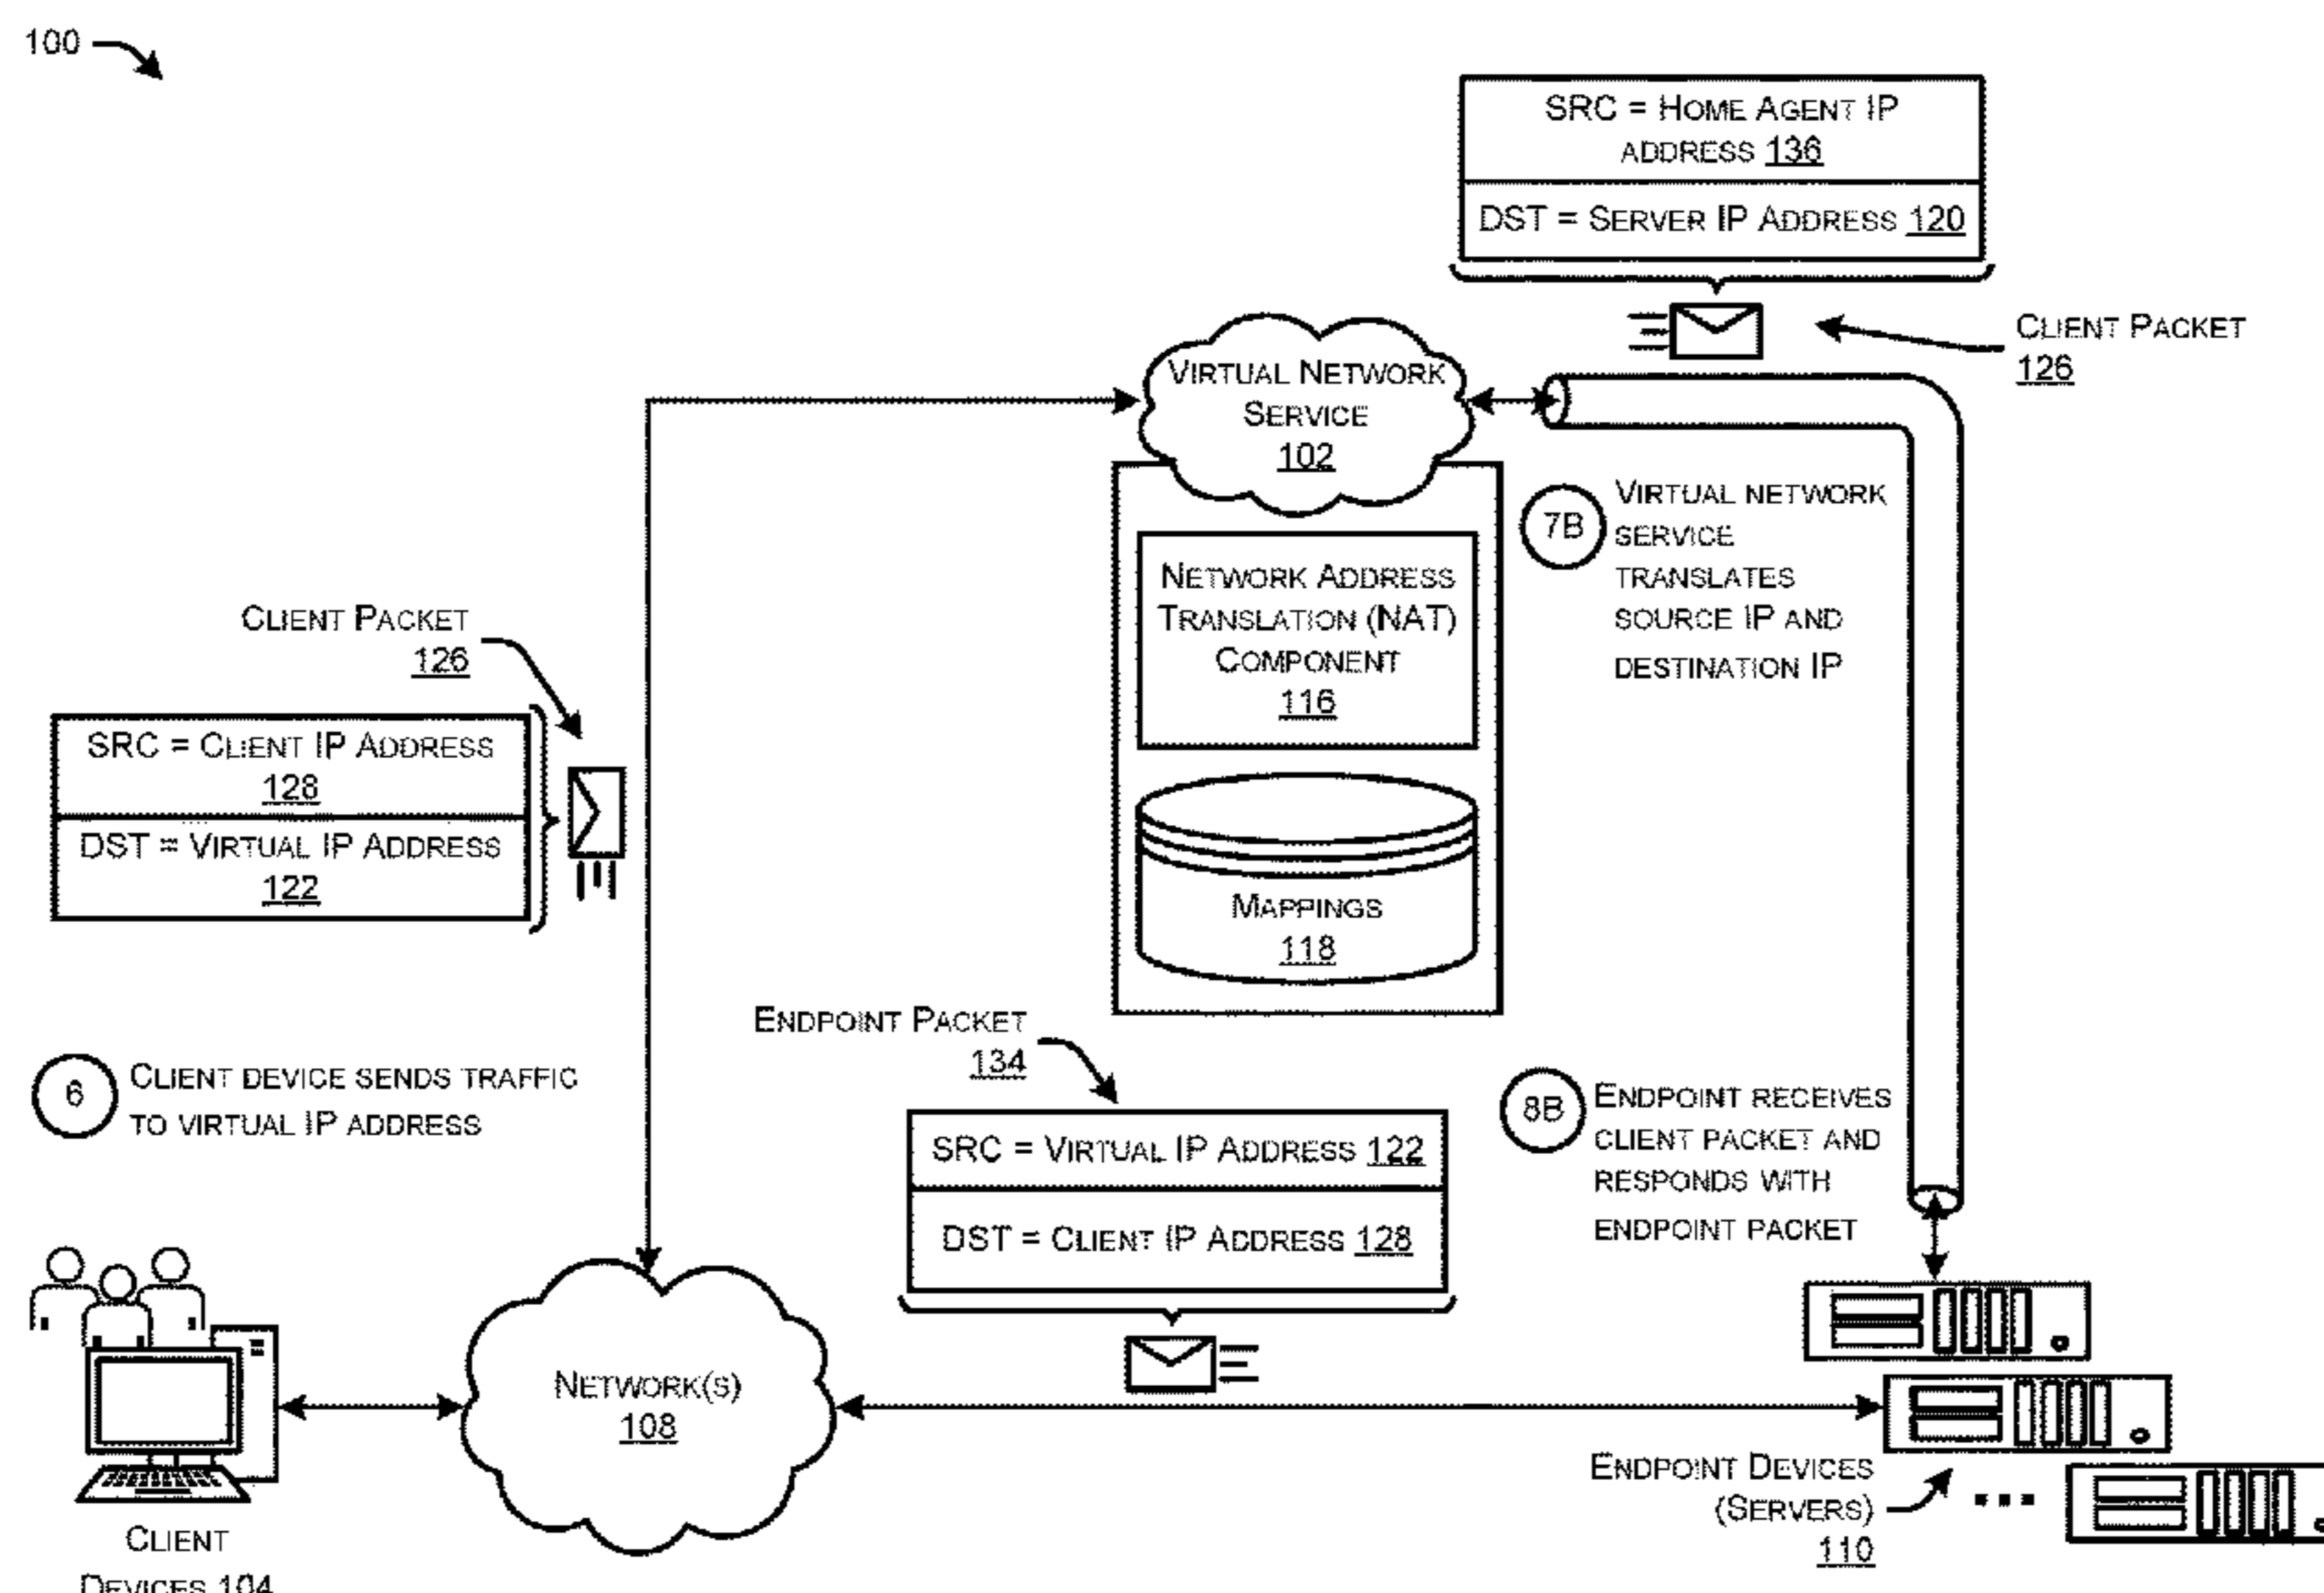 100
SRC = HOME AGENT IP
ADDRESS 136
DST = SERVER IP ADDRESS 120
CLIENT PACKET
126
VIRTUAL NETWORK
SERVICE
102
7B
VIRTUAL NETWORK
SERVICE
TRANSLATES
SOURCE IP AND
DESTINATION IP
NETWORK ADDRESS
TRANSLATION (NAT)
COMPONENT
116
CLIENT PACKET
126
SRC = CLIENT IP ADDRESS
128
DST = VIRTUAL IP ADDRESS
122
MAPPINGS
118
ENDPOINT PACKET
134
6
CLIENT DEVICE SENDS TRAFFIC
TO VIRTUAL IP ADDRESS
SRC = VIRTUAL IP ADDRESS 122
DST = CLIENT IP ADDRESS 128
8B
ENDPOINT RECEIVES
CLIENT PACKET AND
RESPONDS WITH
ENDPOINT PACKET
NETWORK(S)
108
ENDPOINT DEVICES
(SERVERS)
110
CLIENT
DEVICES 104